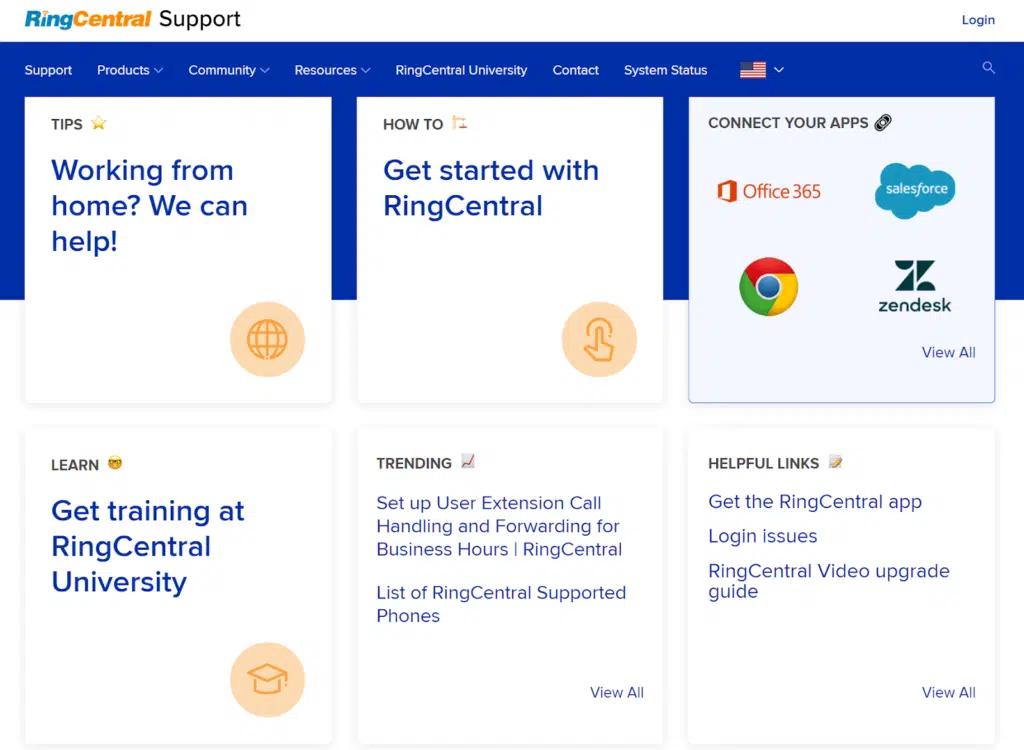 RingCentral Support
Login
Support Products Community Resources RingCentral University Contact System Status
TIPS
Working from
home? We can
help!
HOW TO
Get started with
RingCentral
CONNECT YOUR APPS
Office 365
salesforce
zendesk
View All
LEARN
Get training at
RingCentral
University
TRENDING
Set up User Extension Call
Handling and Forwarding for
Business Hours | RingCentral
List of RingCentral Supported
Phones
View All
HELPFUL LINKS
Get the RingCentral app
Login issues
RingCentral Video upgrade
guide
View All